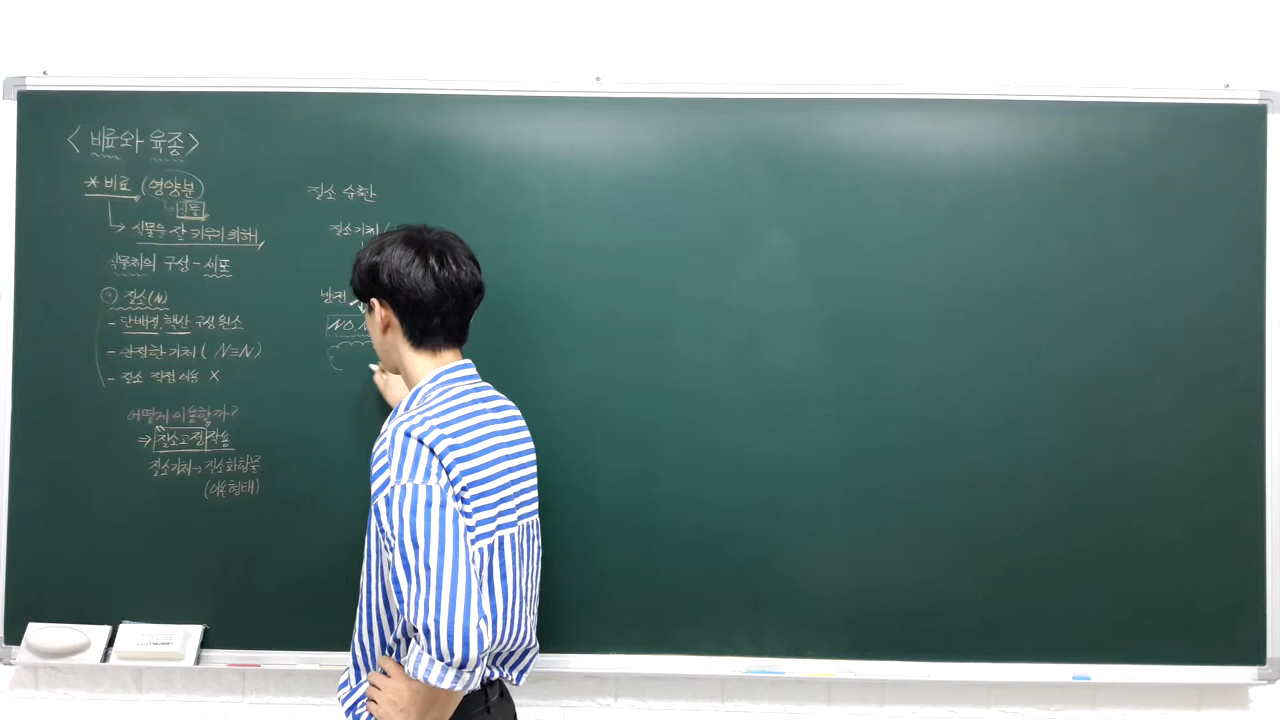 < 비료와 육종 >
* 비료 (영양분)
↳ 식물
↳ 식물을 잘 키우기 위해
식물체의 구성 - 세포
질소(N)
- 단백질, 핵산 구성 원소
- 안정한 기체 ( N≡N)
- 질소 직접 이용 X
어떻게 이용할까?
⇒ 질소고정작용
질소기체 → 질소화합물
(이용형태)
질소 순환
질소기체 (
번개
NO, N